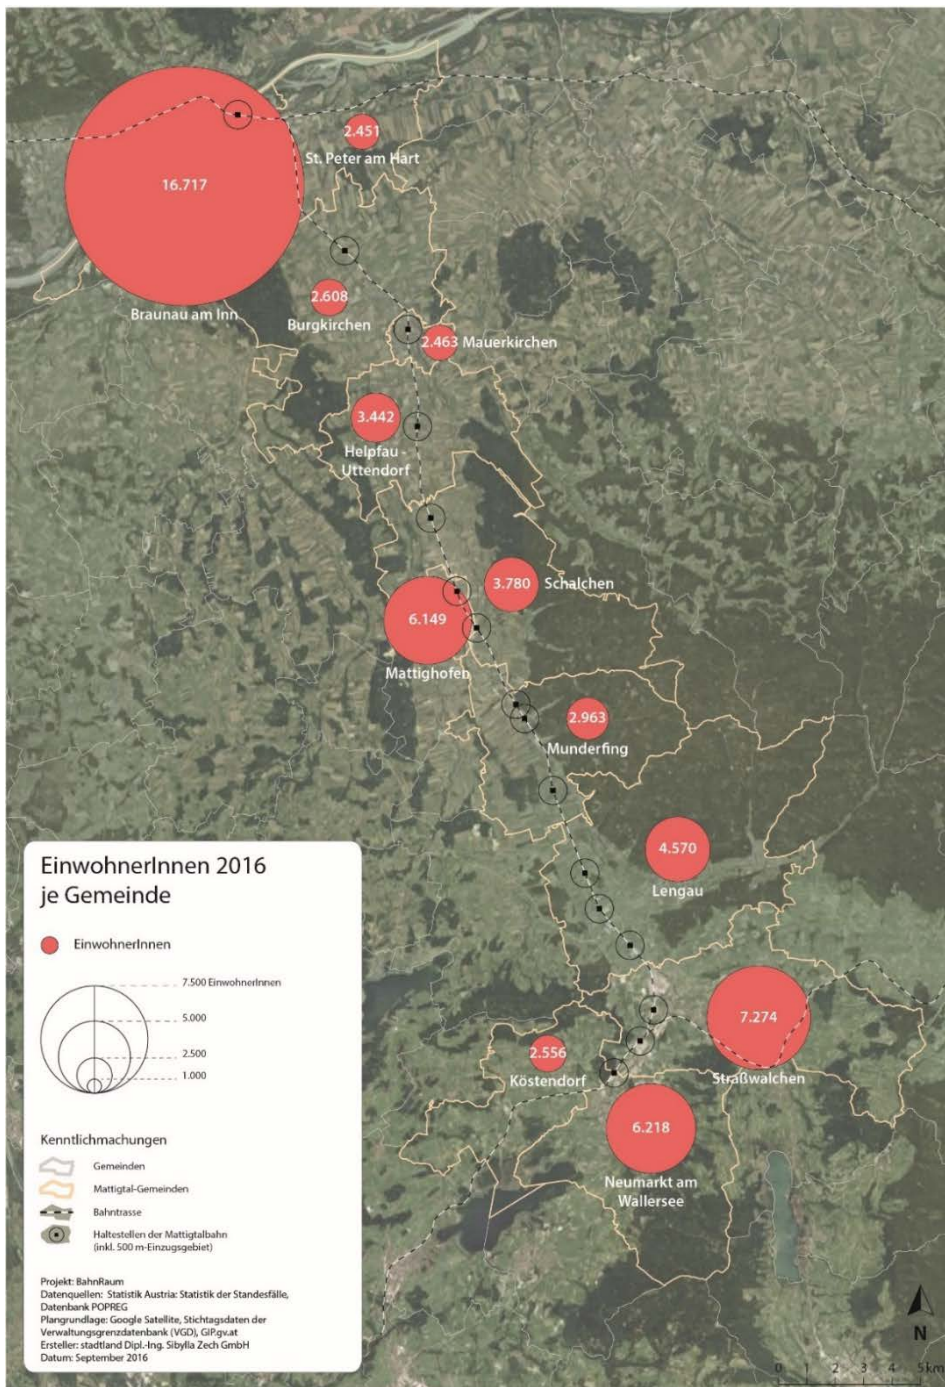 2.451
St. Peter am Hart
16.717
Braunau am Inn
2.608
Burgkirchen
2.463 Mauerkirchen
3.442
Helpfau -
Uttendorf
3.780 Schalchen
6.149
Mattighofen
2.963
Munderfing
4.570
Lengau
7.274
Straßwalchen
2.556
Köstendorf
6.218
Neumarkt am
Wallersee
EinwohnerInnen 2016
je Gemeinde
EinwohnerInnen
7.500 EinwohnerInnen
5.000
2.500
1.000
Kenntlichmachungen
Gemeinden
Mattigtal-Gemeinden
Bahntrasse
Haltestellen der Mattigtalbahn
(inkl. 500 m-Einzugsgebiet)
Projekt: BahnRaum
Datenquellen: Statistik Austria: Statistik der Standesfälle,
Datenbank POPREG
Plangrundlage: Google Satellite, Stichtagsdaten der
Verwaltungsgrenzdatenbank (VGD), GIP.gv.at
Ersteller: stadtland Dipl.-Ing. Sibylla Zech GmbH
Datum: September 2016
N
0 1 2 3 4 5 km